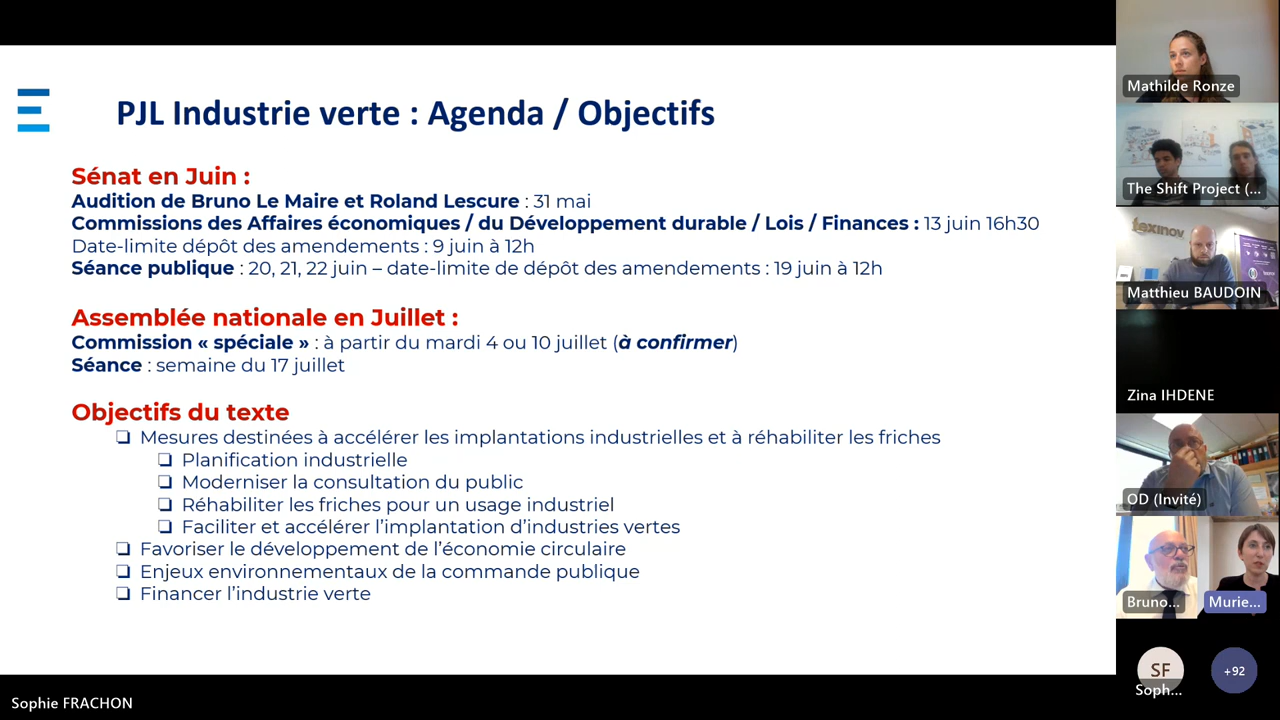 PJL Industrie verte : Agenda / Objectifs
Sénat en Juin :
Audition de Bruno Le Maire et Roland Lescure : 31 mai
Commissions des Affaires économiques / du Développement durable / Lois / Finances : 13 juin 16h30
Date-limite dépôt des amendements : 9 juin à 12h
Séance publique : 20, 21, 22 juin – date-limite de dépôt des amendements : 19 juin à 12h
Assemblée nationale en Juillet :
Commission « spéciale » : à partir du mardi 4 ou 10 juillet (à confirmer)
Séance : semaine du 17 juillet
Objectifs du texte
❑ Mesures destinées à accélérer les implantations industrielles et à réhabiliter les friches
❑ Planification industrielle
❑ Moderniser la consultation du public
❑ Réhabiliter les friches pour un usage industriel
❑ Faciliter et accélérer l’implantation d’industries vertes
❑ Favoriser le développement de l’économie circulaire
❑ Enjeux environnementaux de la commande publique
❑ Financer l’industrie verte
Sophie FRACHON
Mathilde Ronze
The Shift Project (...
texinov
Matthieu BAUDOIN
Zina IHDENE
OD (Invité)
Bruno...
Murie...
SF
Soph...
+92